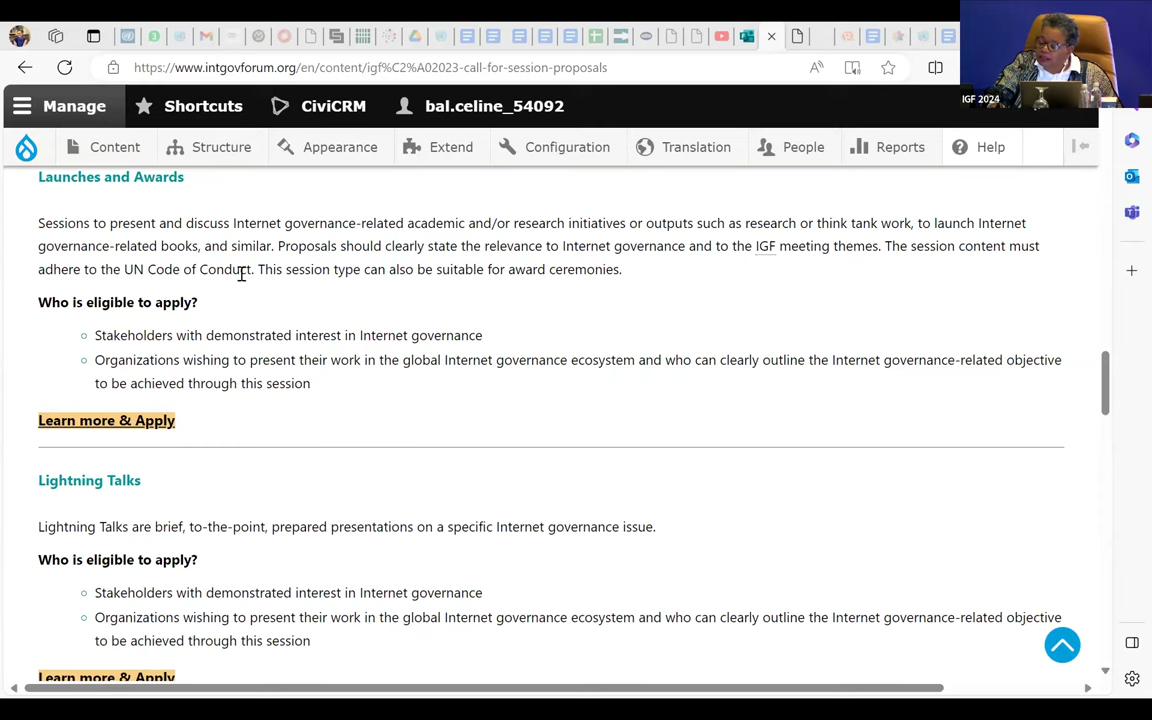 https://www.intgovforum.org/en/content/igf%C2%A02023-call-for-session-proposals
IGF 2024
Manage Shortcuts CiviCRM bal.celine_54092
Content Structure Appearance Extend Configuration Translation People Reports Help
Launches and Awards
Sessions to present and discuss Internet governance-related academic and/or research initiatives or outputs such as research or think tank work, to launch Internet
governance-related books, and similar. Proposals should clearly state the relevance to Internet governance and to the IGF meeting themes. The session content must
adhere to the UN Code of Conduct. This session type can also be suitable for award ceremonies.
Who is eligible to apply?
Stakeholders with demonstrated interest in Internet governance
Organizations wishing to present their work in the global Internet governance ecosystem and who can clearly outline the Internet governance-related objective
to be achieved through this session
Learn more & Apply
Lightning Talks
Lightning Talks are brief, to-the-point, prepared presentations on a specific Internet governance issue.
Who is eligible to apply?
Stakeholders with demonstrated interest in Internet governance
Organizations wishing to present their work in the global Internet governance ecosystem and who can clearly outline the Internet governance-related objective
to be achieved through this session
Learn more & Apply